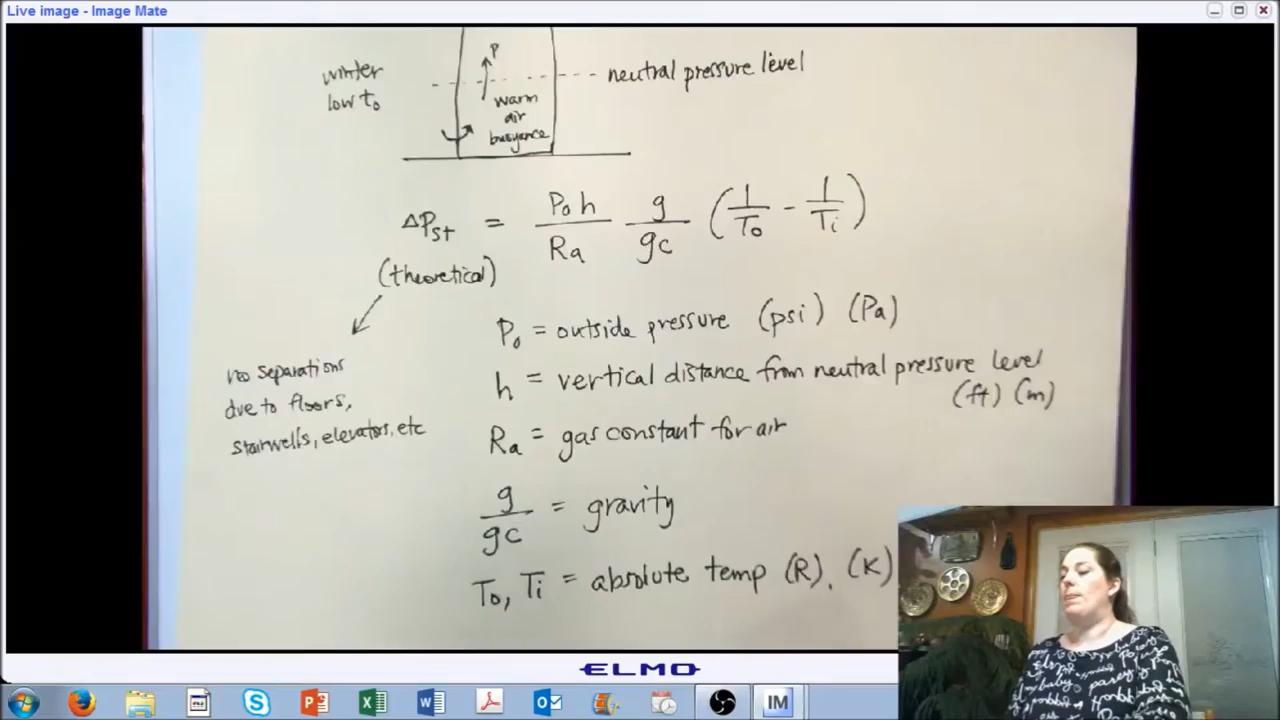 Live image - Image Mate
winter
low to
P
warm
air
buoyance
neutral pressure level
ΔPst = Po h / Ra g / gc ( 1 / To - 1 / Ti )
(theoretical)
no separations
due to floors,
stairwells, elevators, etc
Po = outside pressure (psi) (Pa)
h = vertical distance from neutral pressure level
(ft) (m)
Ra = gas constant for air
g / gc = gravity
To, Ti = absolute temp (R), (K)
ELMO
IM